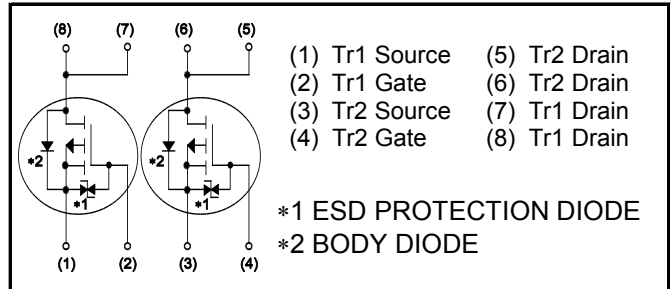 (8) (7) (6) (5)
(1) Tr1 Source (5) Tr2 Drain
(2) Tr1 Gate (6) Tr2 Drain
(3) Tr2 Source (7) Tr1 Drain
(4) Tr2 Gate (8) Tr1 Drain
*2 *2
*1 *1
∗1 ESD PROTECTION DIODE
∗2 BODY DIODE
(1) (2) (3) (4)